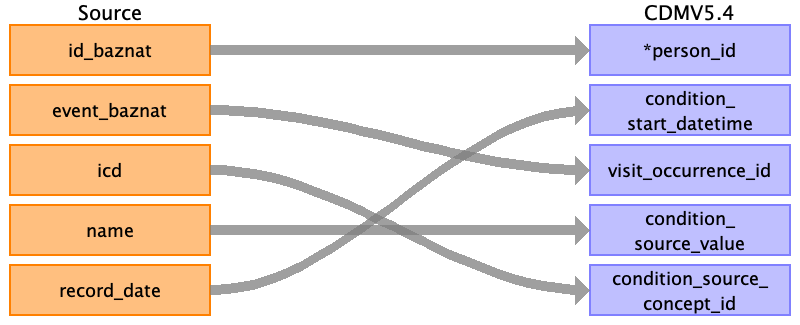 Source CDMV5.4
id_baznat *person_id
event_baznat condition_
start_datetime
icd visit_occurrence_id
name condition_
source_value
record_date condition_source_
concept_id